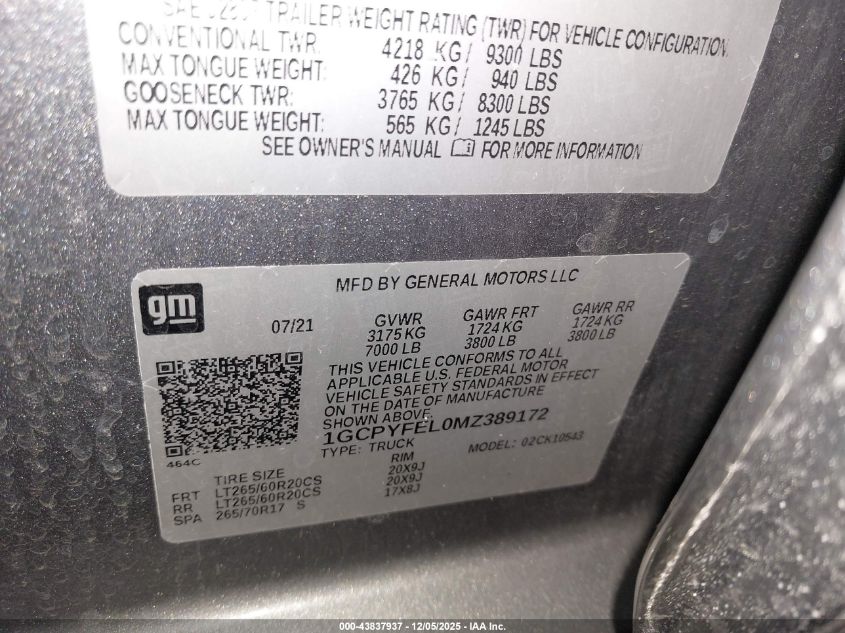 TRAILER WEIGHT RATING (TWR) FOR VEHICLE CONFIGURATION
CONVENTIONAL TWR: 4218 KG/ 9300 LBS
MAX TONGUE WEIGHT: 426 KG/ 940 LBS
GOOSENECK TWR: 3765 KG/ 8300 LBS
MAX TONGUE WEIGHT: 565 KG/ 1245 LBS
SEE OWNER'S MANUAL FOR MORE INFORMATION
gm
MFD BY GENERAL MOTORS LLC
07/21 GVWR GAWR FRT GAWR RR
3175 KG 1724 KG 1724 KG
7000 LB 3800 LB 3800 LB
THIS VEHICLE CONFORMS TO ALL
APPLICABLE U.S. FEDERAL MOTOR
VEHICLE SAFETY STANDARDS IN EFFECT
ON THE DATE OF MANUFACTURE
SHOWN ABOVE.
1GCPYFEL0MZ389172
TYPE: TRUCK MODEL: 02CK10543
464C
TIRE SIZE RIM
FRT LT265/60R20CS 20X9J
RR LT265/60R20CS 20X9J
SPA 265/70R17 S 17X8J
000-43837937 - 12/05/2025 - IAA Inc.